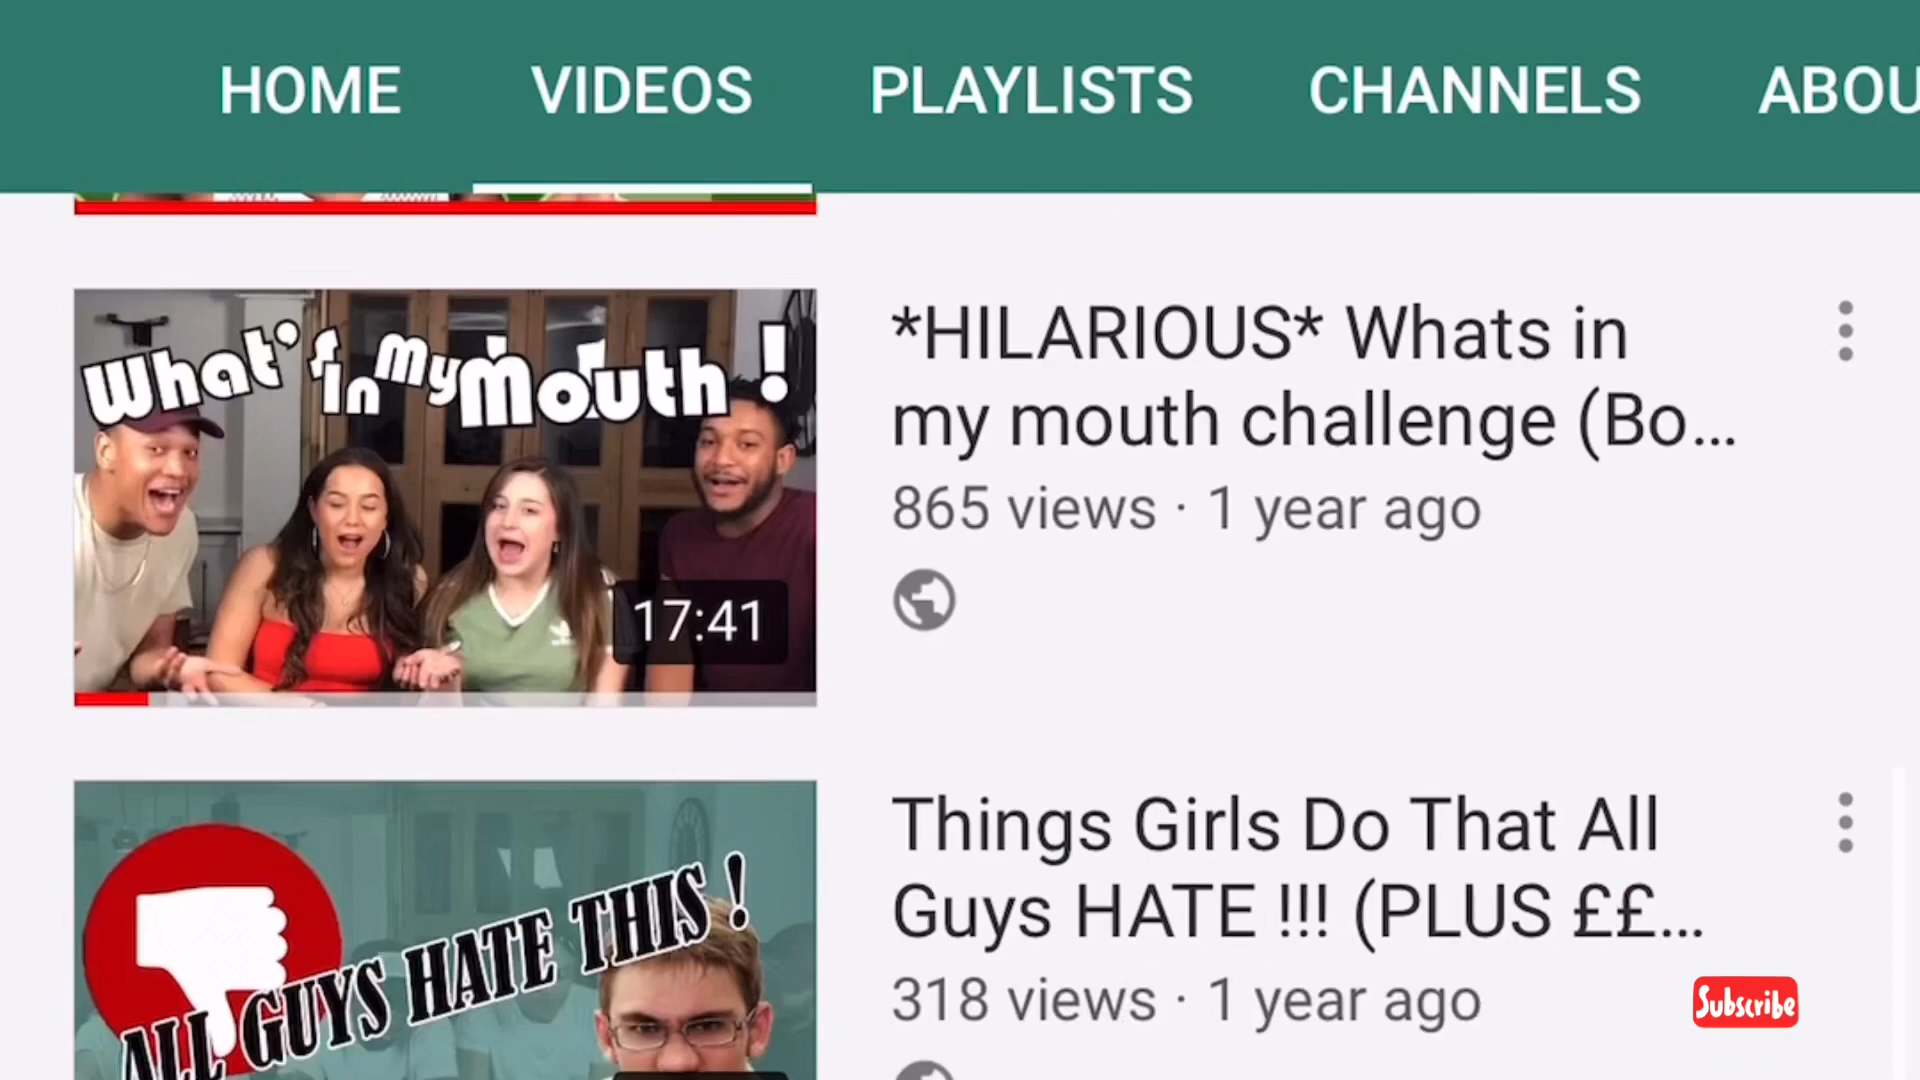 HOME VIDEOS PLAYLISTS CHANNELS ABOU
What's in my mouth !
17:41
*HILARIOUS* Whats in
my mouth challenge (Bo...
865 views · 1 year ago
ALL GUYS HATE THIS !
Things Girls Do That All
Guys HATE !!! (PLUS ££...
318 views · 1 year ago
Subscribe